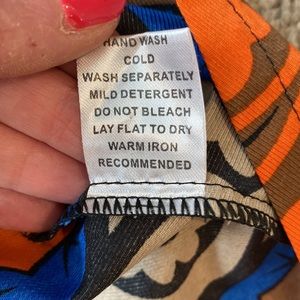 HAND WASH
COLD
WASH SEPARATELY
MILD DETERGENT
DO NOT BLEACH
LAY FLAT TO DRY
WARM IRON
RECOMMENDED